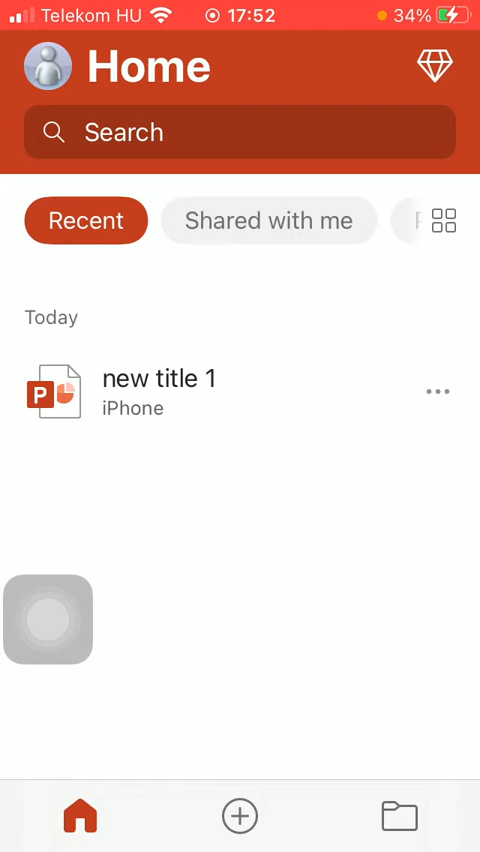 Telekom HU 17:52 34%
Home
Search
Recent Shared with me
Today
P
new title 1
iPhone